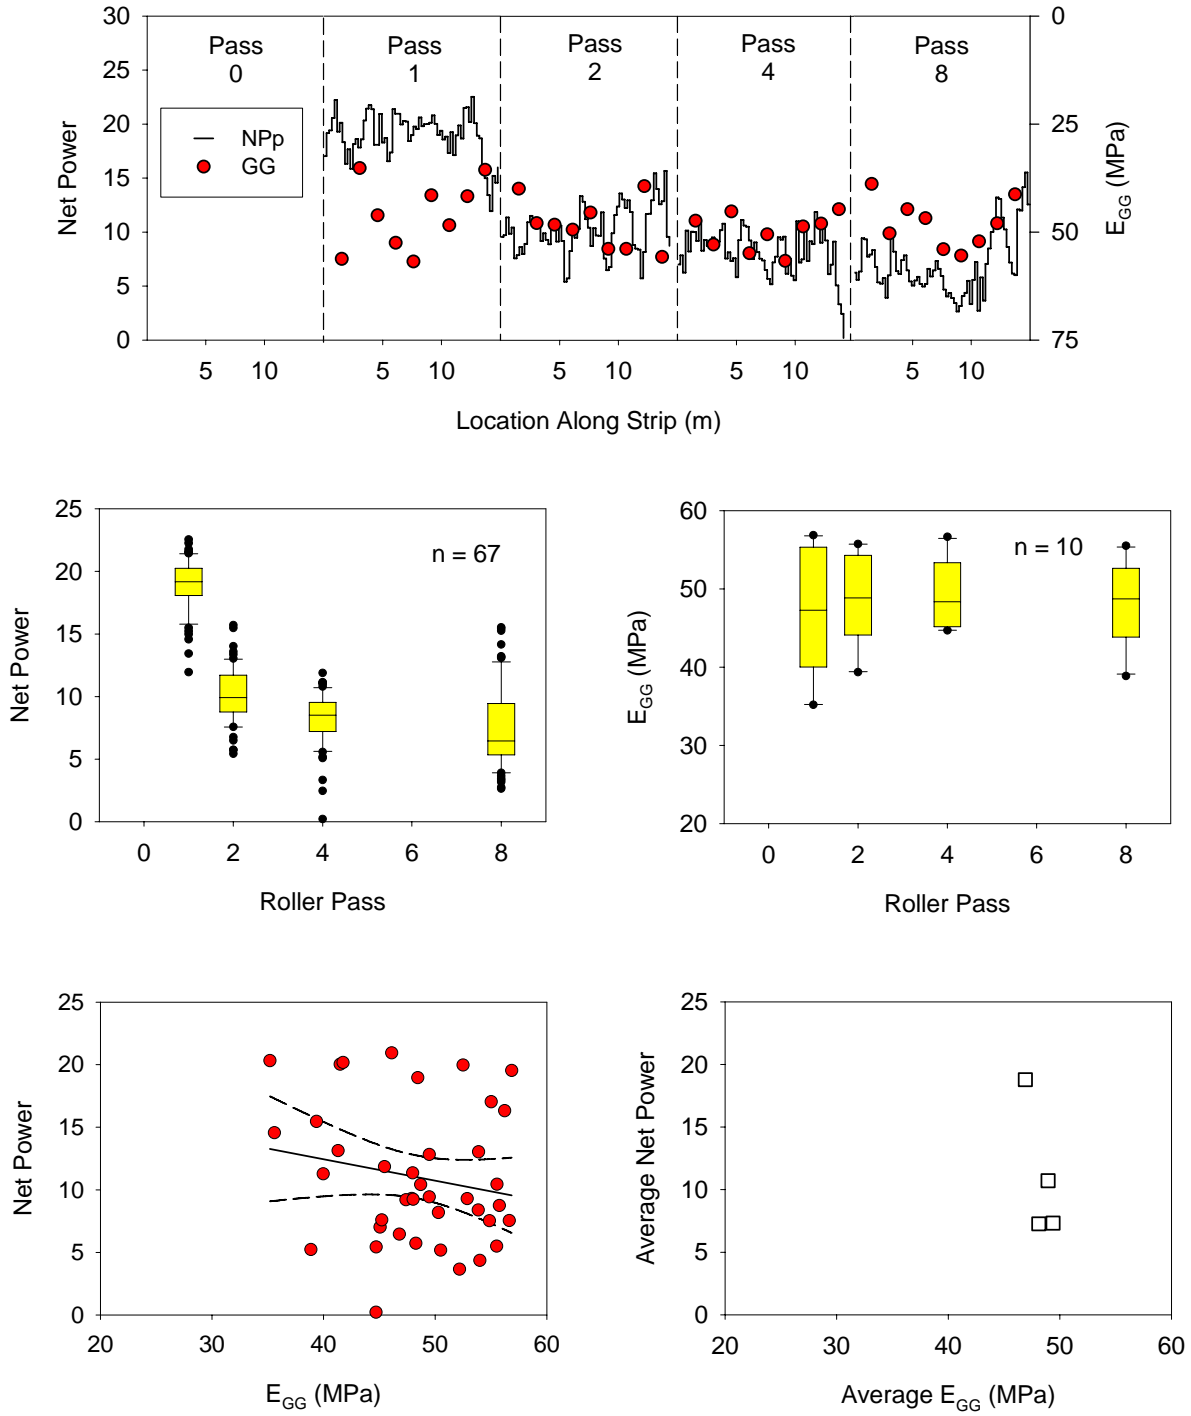 30
25
20
15
10
5
0
Net Power
Pass
0
Pass
1
Pass
2
Pass
4
Pass
8
NPp
GG
0
25
50
75
E_GG (MPa)
5 10 5 10 5 10 5 10 5 10
Location Along Strip (m)
25
20
15
10
5
0
Net Power
n = 67
0 2 4 6 8
Roller Pass
60
50
40
30
20
E_GG (MPa)
n = 10
0 2 4 6 8
Roller Pass
25
20
15
10
5
0
Net Power
20 30 40 50 60
E_GG (MPa)
25
20
15
10
5
0
Average Net Power
20 30 40 50 60
Average E_GG (MPa)